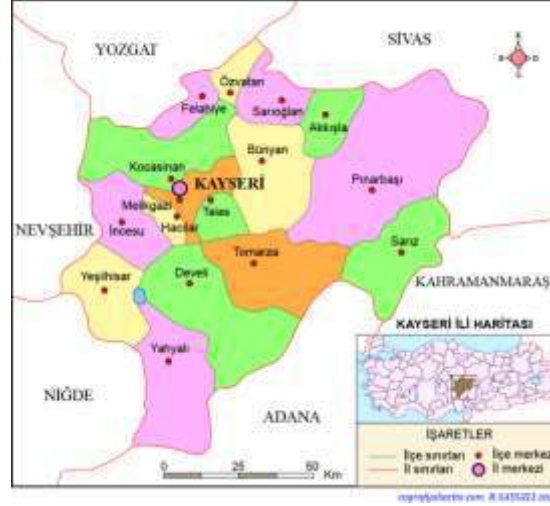 YOZGAT
SİVAS
Özvatan
Felahiye
Sarıoğlan
Akkışla
Bünyan
Kocasinan
KAYSERİ
Pınarbaşı
Melikgazi
Talas
Hacılar
İncesu
NEVŞEHİR
Tomarza
Sarız
Yeşilhisar
Develi
KAHRAMANMARAŞ
Yahyalı
KAYSERİ İLİ HARİTASI
NİĞDE
ADANA
İŞARETLER
İlçe sınırları
İlçe merkezi
İl sınırları
İl merkezi
0 25 50
Km